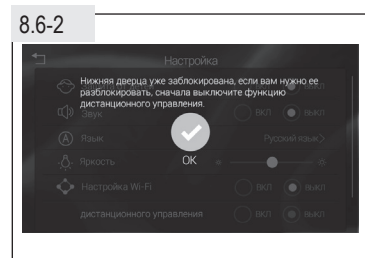 8.6-2
Настройка
Нижняя дверца уже заблокирована, если вам нужно ее
разблокировать, сначала выключите функцию
дистанционного управления.
выкл
Звук
вкл
выкл
Язык
Русский язык
OK
Яркость
Настройка Wi-Fi
вкл
выкл
дистанционного управления
вкл
выкл